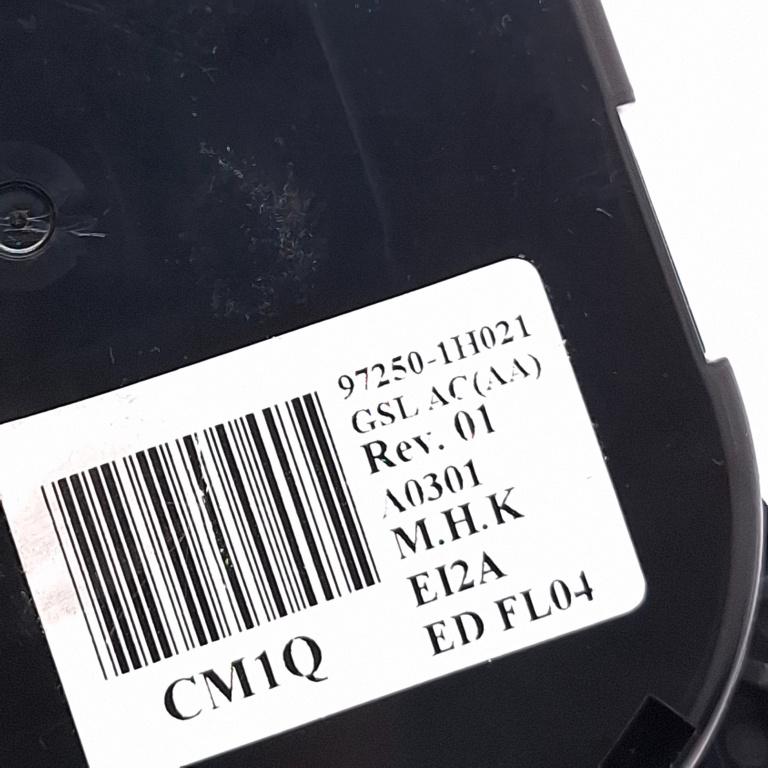 97250-1H021
GSL AC(AA)
Rev. 01
A0301
M.H.K
EI2A
ED FL04
CM1Q